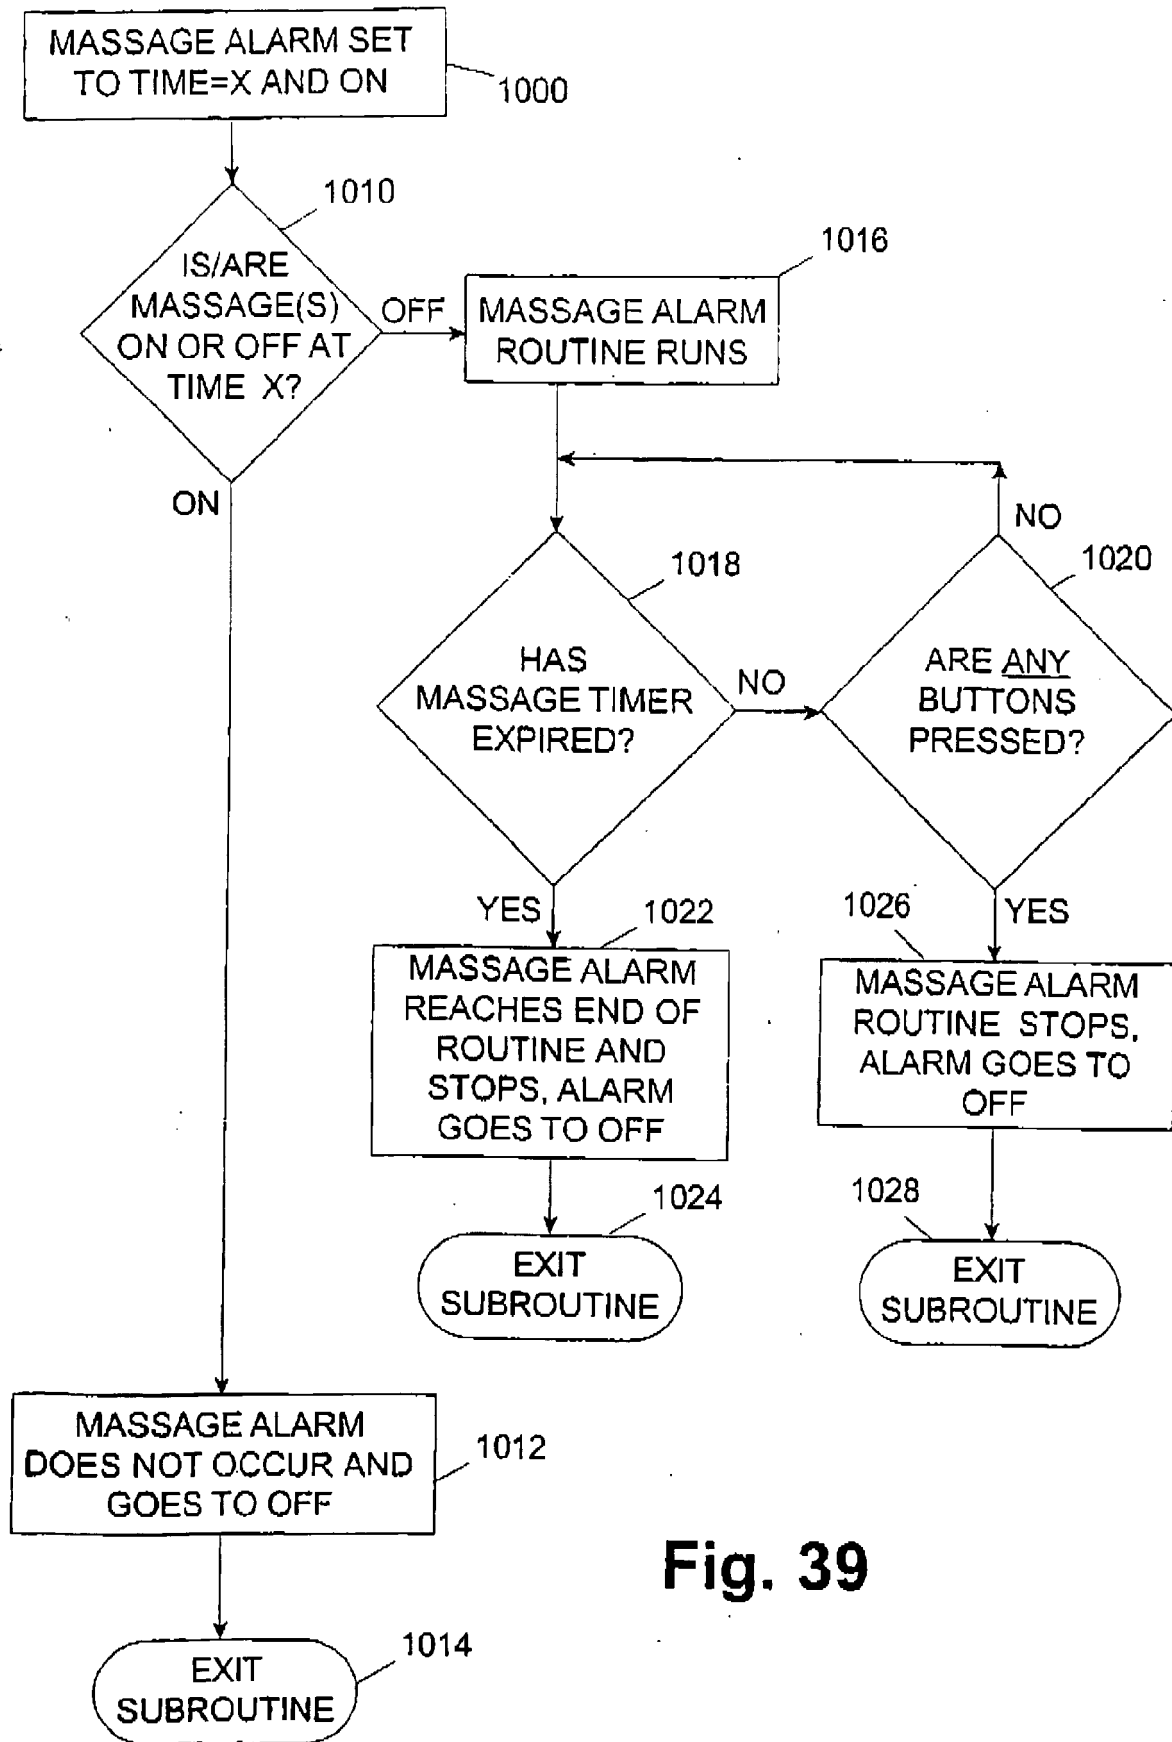 MASSAGE ALARM SET
TO TIME=X AND ON
1000
1010
IS/ARE
MASSAGE(S)
ON OR OFF AT
TIME X?
OFF
ON
1016
MASSAGE ALARM
ROUTINE RUNS
1018
HAS
MASSAGE TIMER
EXPIRED?
NO
YES
1020
ARE ANY
BUTTONS
PRESSED?
NO
YES
1022
MASSAGE ALARM
REACHES END OF
ROUTINE AND
STOPS, ALARM
GOES TO OFF
1024
EXIT
SUBROUTINE
1026
MASSAGE ALARM
ROUTINE STOPS,
ALARM GOES TO
OFF
1028
EXIT
SUBROUTINE
MASSAGE ALARM
DOES NOT OCCUR AND
GOES TO OFF
1012
1014
EXIT
SUBROUTINE
Fig. 39